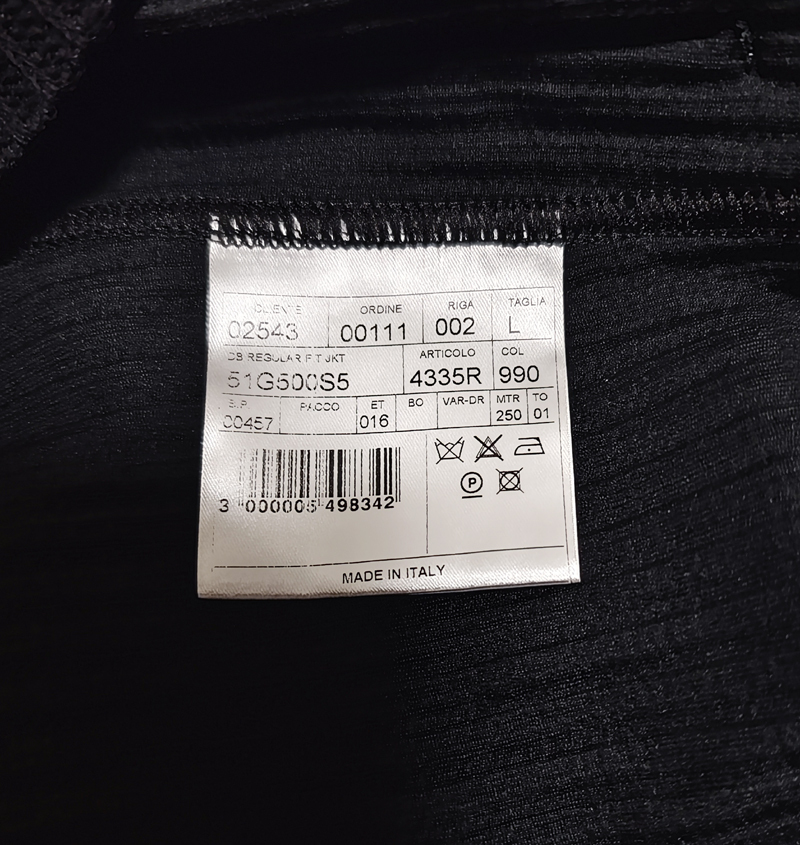 CLIENTE ORDINE RIGA TAGLIA
02543 00111 002 L
DB REGULAR FIT JKT ARTICOLO COL
51G500S5 4335R 990
PACCO ET BO VAR-DR MTR TO
00457 016 250 01
3 000005 498342
P
MADE IN ITALY